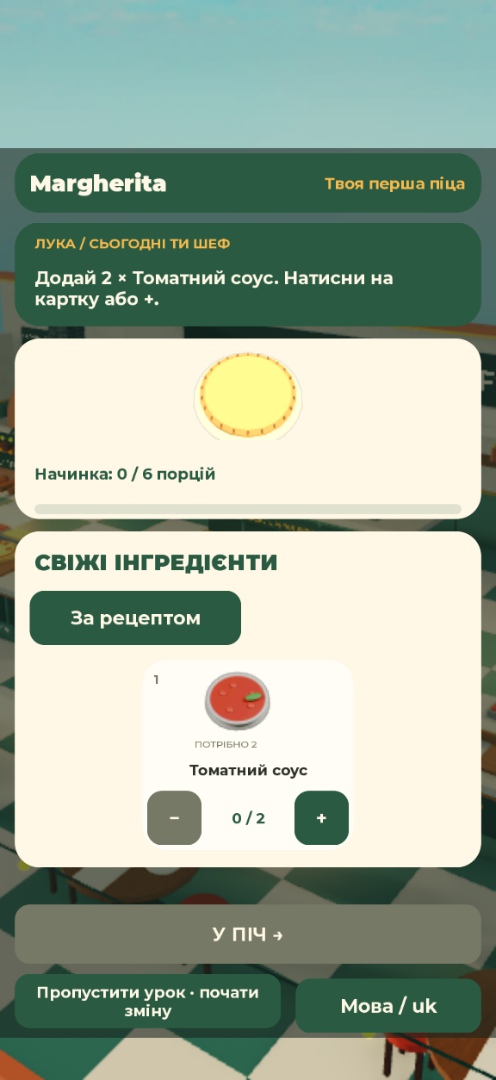 Margherita
Твоя перша піца
ЛУКА / СЬОГОДНІ ТИ ШЕФ
Додай 2 × Томатний соус. Натисни на
картку або +.
Начинка: 0 / 6 порцій
СВІЖІ ІНГРЕДІЄНТИ
За рецептом
1
ПОТРІБНО 2
Томатний соус
− 0 / 2 +
У ПІЧ →
Пропустити урок · почати
зміну
Мова / uk